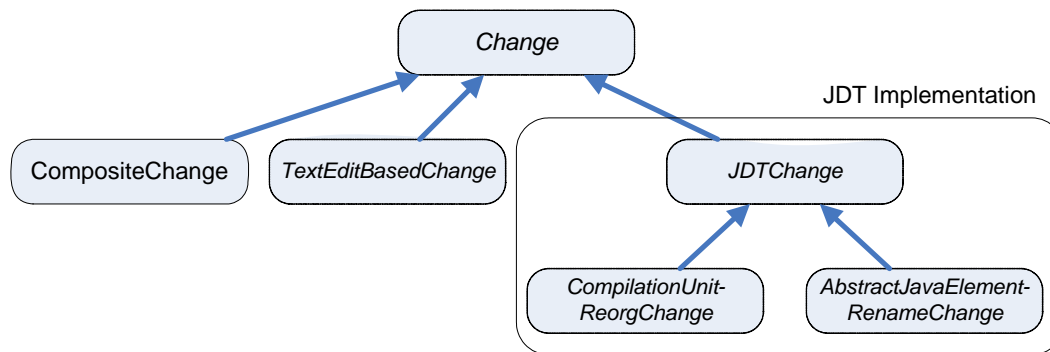 Change
JDT Implementation
CompositeChange
TextEditBasedChange
JDTChange
CompilationUnit-
ReorgChange
AbstractJavaElement-
RenameChange